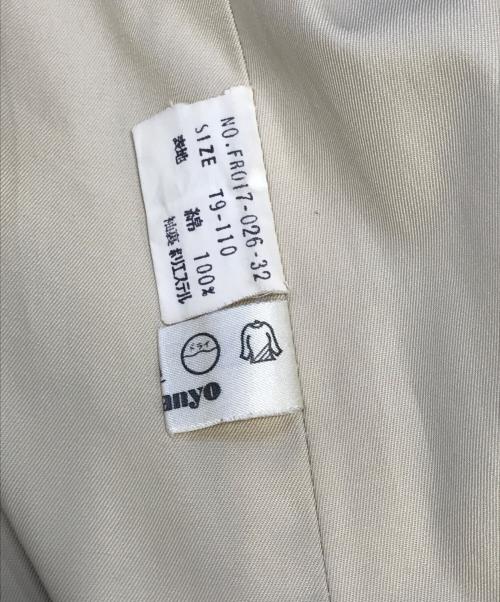 NO.FR017-026-32
SIZE T9-110
表地 綿 100%
袖裏 ポリエステル
ドライ
anyo